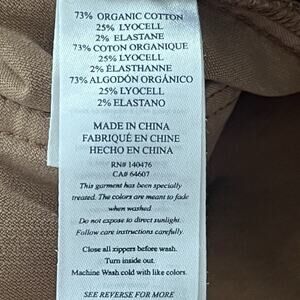 73% ORGANIC COTTON
25% LYOCELL
2% ELASTANE
73% COTON ORGANIQUE
25% LYOCELL
2% ÉLASTHANNE
73% ALGODÓN ORGÁNICO
25% LYOCELL
2% ELASTANO
MADE IN CHINA
FABRIQUÉ EN CHINE
HECHO EN CHINA
RN# 140476
CA# 64607
This garment has been specially
treated. The colors are meant to fade
when washed
Do not expose to direct sunlight.
Follow care instructions carefully.
Close all zippers before wash.
Turn inside out.
Machine Wash cold with like colors.
SEE REVERSE FOR MORE